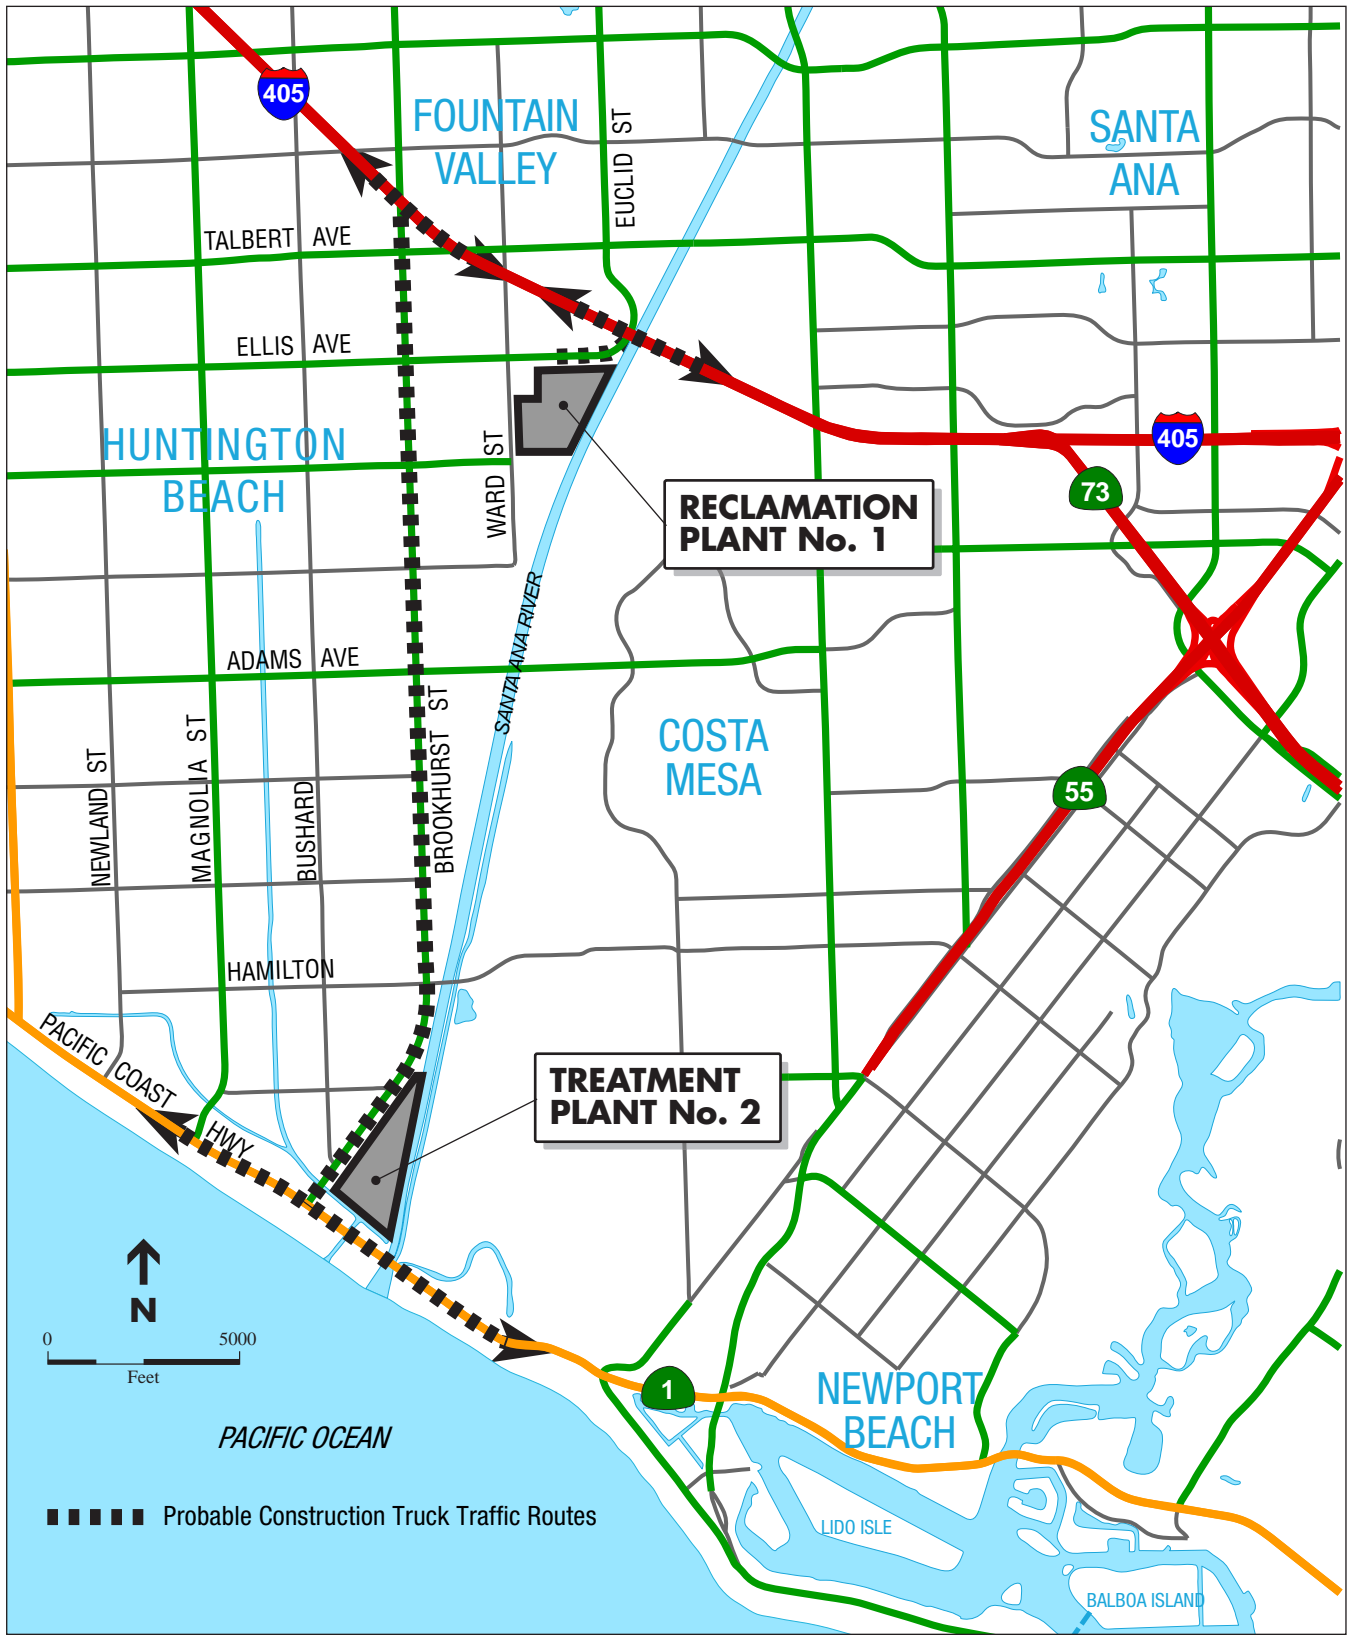 405
FOUNTAIN
VALLEY
EUCLID ST
SANTA
ANA
TALBERT AVE
ELLIS AVE
HUNTINGTON
BEACH
WARD ST
405
73
RECLAMATION
PLANT No. 1
SANTA ANA RIVER
ADAMS AVE
COSTA
MESA
NEWLAND ST
MAGNOLIA ST
BUSHARD
BROOKHURST ST
55
HAMILTON
PACIFIC COAST HWY
TREATMENT
PLANT No. 2
N
0 5000
Feet
1
NEWPORT
BEACH
PACIFIC OCEAN
Probable Construction Truck Traffic Routes
LIDO ISLE
BALBOA ISLAND